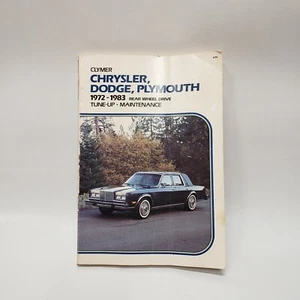 CLYMER
CHRYSLER,
DODGE, PLYMOUTH
1972-1983 REAR WHEEL DRIVE
TUNE-UP • MAINTENANCE